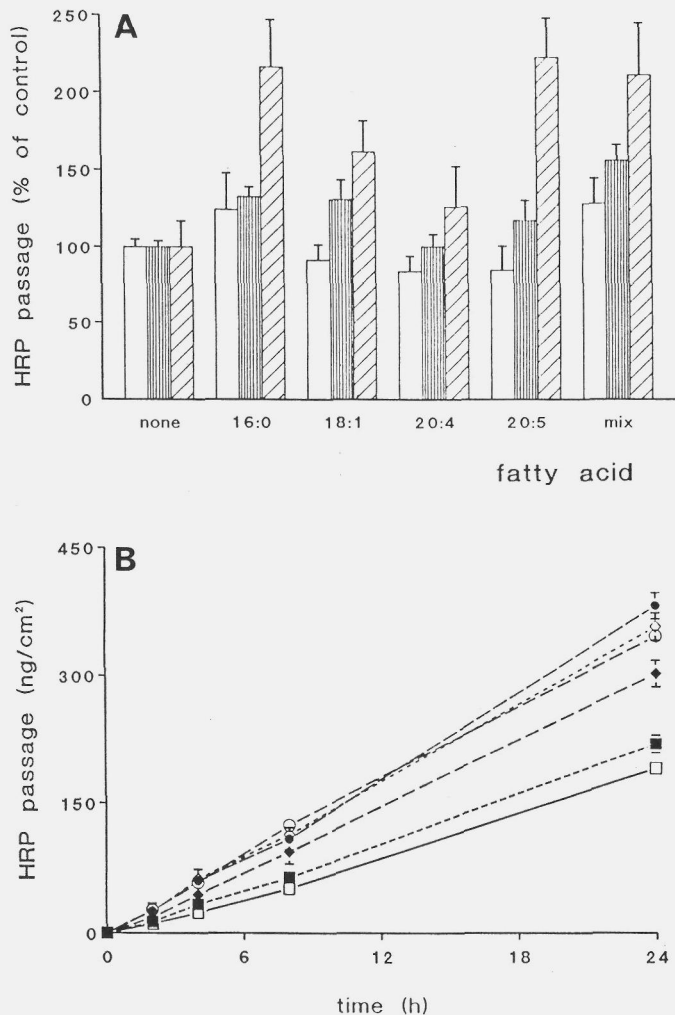 A
HRP passage (% of control)
250
200
150
100
50
0
none 16:0 18:1 20:4 20:5 mix
fatty acid
B
HRP passage (ng/cm²)
450
300
150
0
0 6 12 18 24
time (h)